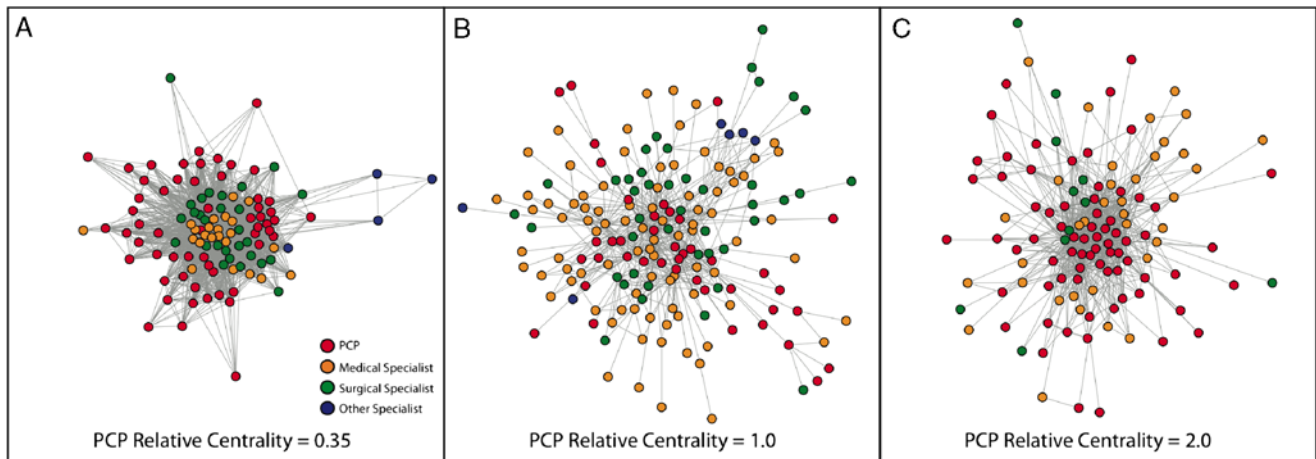 A
B
C
PCP
Medical Specialist
Surgical Specialist
Other Specialist
PCP Relative Centrality = 0.35
PCP Relative Centrality = 1.0
PCP Relative Centrality = 2.0